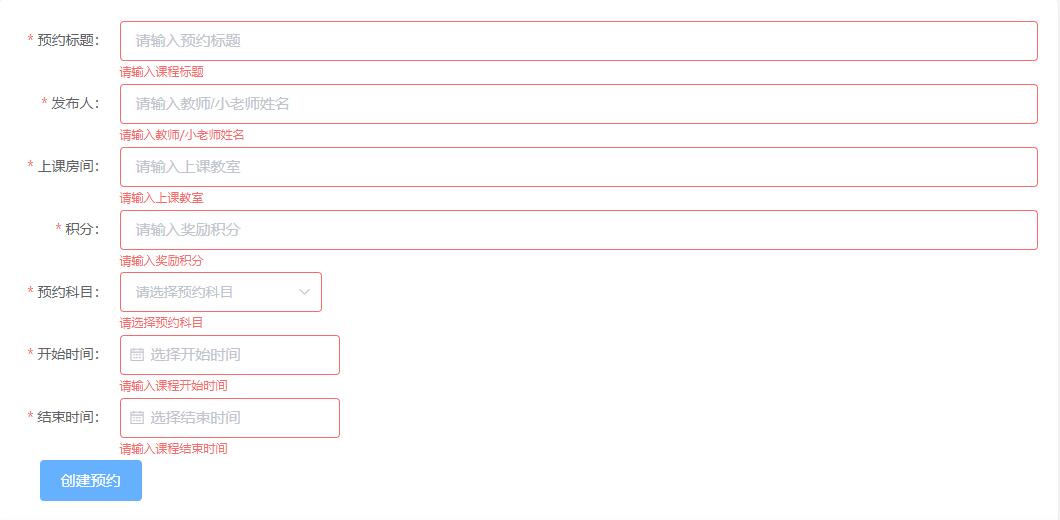 * 预约标题： 请输入预约标题
请输入课程标题
* 发布人： 请输入教师/小老师姓名
请输入教师/小老师姓名
* 上课房间： 请输入上课教室
请输入上课教室
* 积分： 请输入奖励积分
请输入奖励积分
* 预约科目： 请选择预约科目
请选择预约科目
* 开始时间： 选择开始时间
请输入课程开始时间
* 结束时间： 选择结束时间
请输入课程结束时间
创建预约